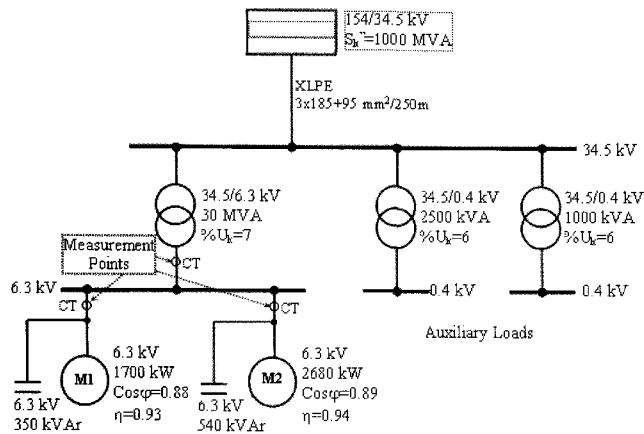 154/34.5 kV
Sk"=1000 MVA
XLPE
3x185+95 mm²/250m
34.5 kV
34.5/6.3 kV
30 MVA
%Uk=7
34.5/0.4 kV
2500 kVA
%Uk=6
34.5/0.4 kV
1000 kVA
%Uk=6
Measurement
Points
CT
6.3 kV
CT
CT
0.4 kV
0.4 kV
Auxiliary Loads
M1
6.3 kV
1700 kW
Cosφ=0.88
η=0.93
6.3 kV
350 kVAr
M2
6.3 kV
2680 kW
Cosφ=0.89
η=0.94
6.3 kV
540 kVAr